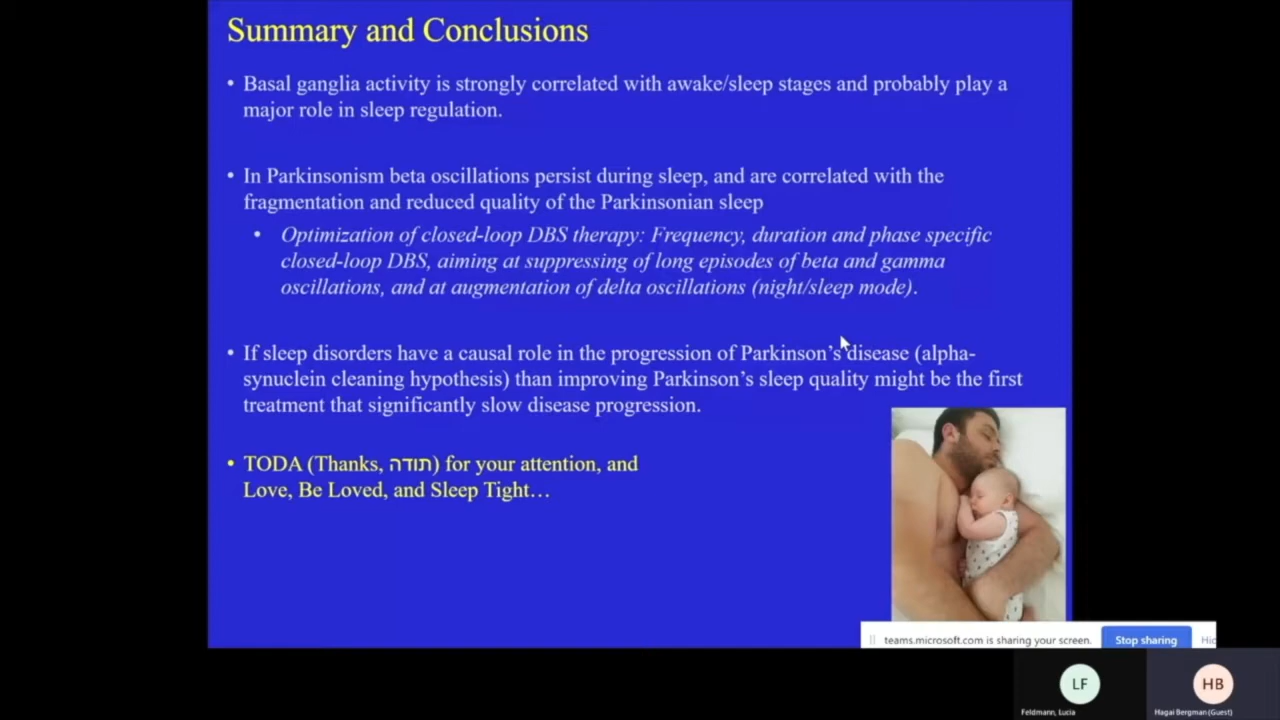 Summary and Conclusions
• Basal ganglia activity is strongly correlated with awake/sleep stages and probably play a
major role in sleep regulation.
• In Parkinsonism beta oscillations persist during sleep, and are correlated with the
fragmentation and reduced quality of the Parkinsonian sleep
• Optimization of closed-loop DBS therapy: Frequency, duration and phase specific
closed-loop DBS, aiming at suppressing of long episodes of beta and gamma
oscillations, and at augmentation of delta oscillations (night/sleep mode).
• If sleep disorders have a causal role in the progression of Parkinson’s disease (alpha-
synuclein cleaning hypothesis) than improving Parkinson’s sleep quality might be the first
treatment that significantly slow disease progression.
• TODA (Thanks, תודה) for your attention, and
Love, Be Loved, and Sleep Tight…
teams.microsoft.com is sharing your screen. Stop sharing
LF HB
Feldmann, Lucia Hagai Bergman (Guest)